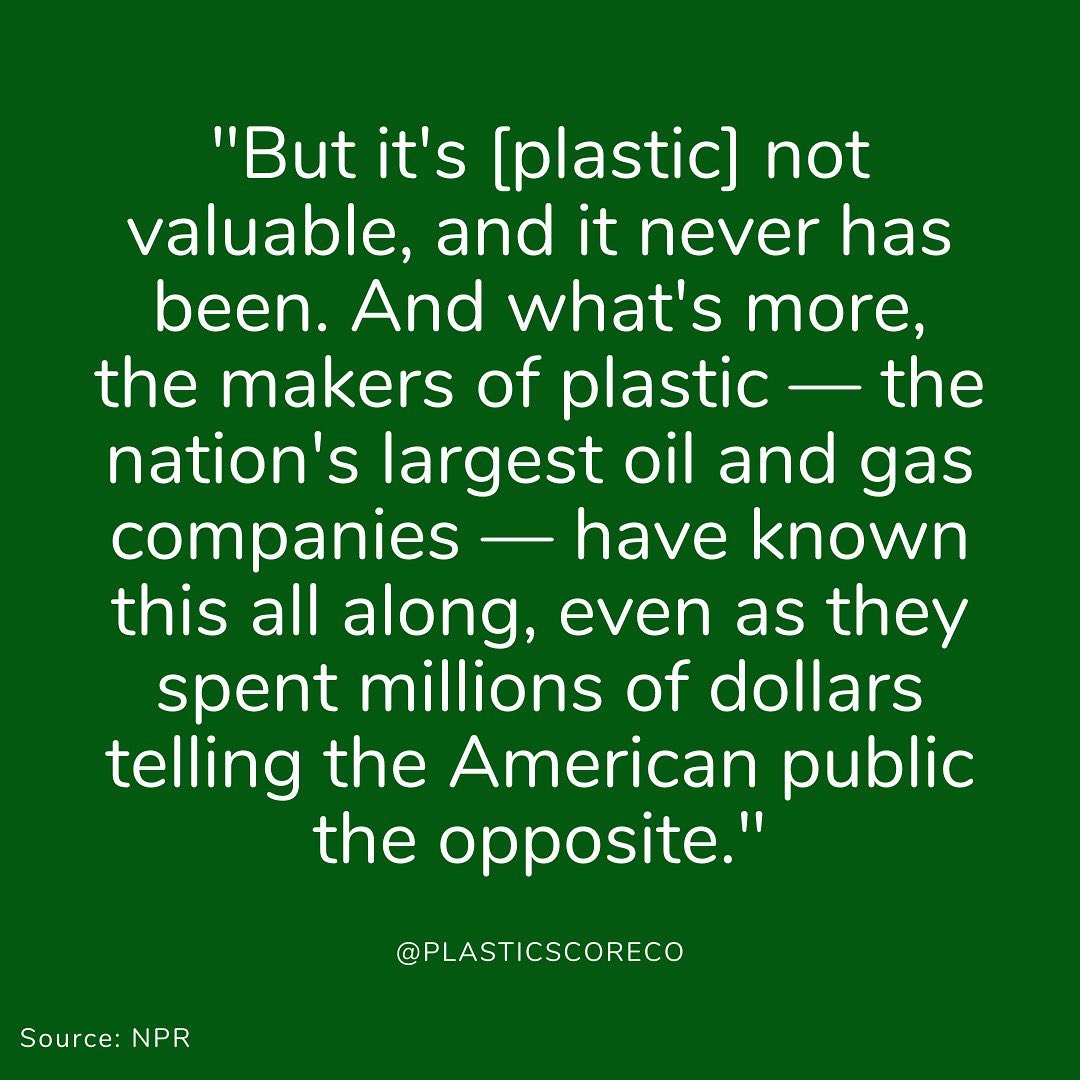 "But it's [plastic] not
valuable, and it never has
been. And what's more,
the makers of plastic — the
nation's largest oil and gas
companies — have known
this all along, even as they
spent millions of dollars
telling the American public
the opposite."
@PLASTICSCORECO
Source: NPR